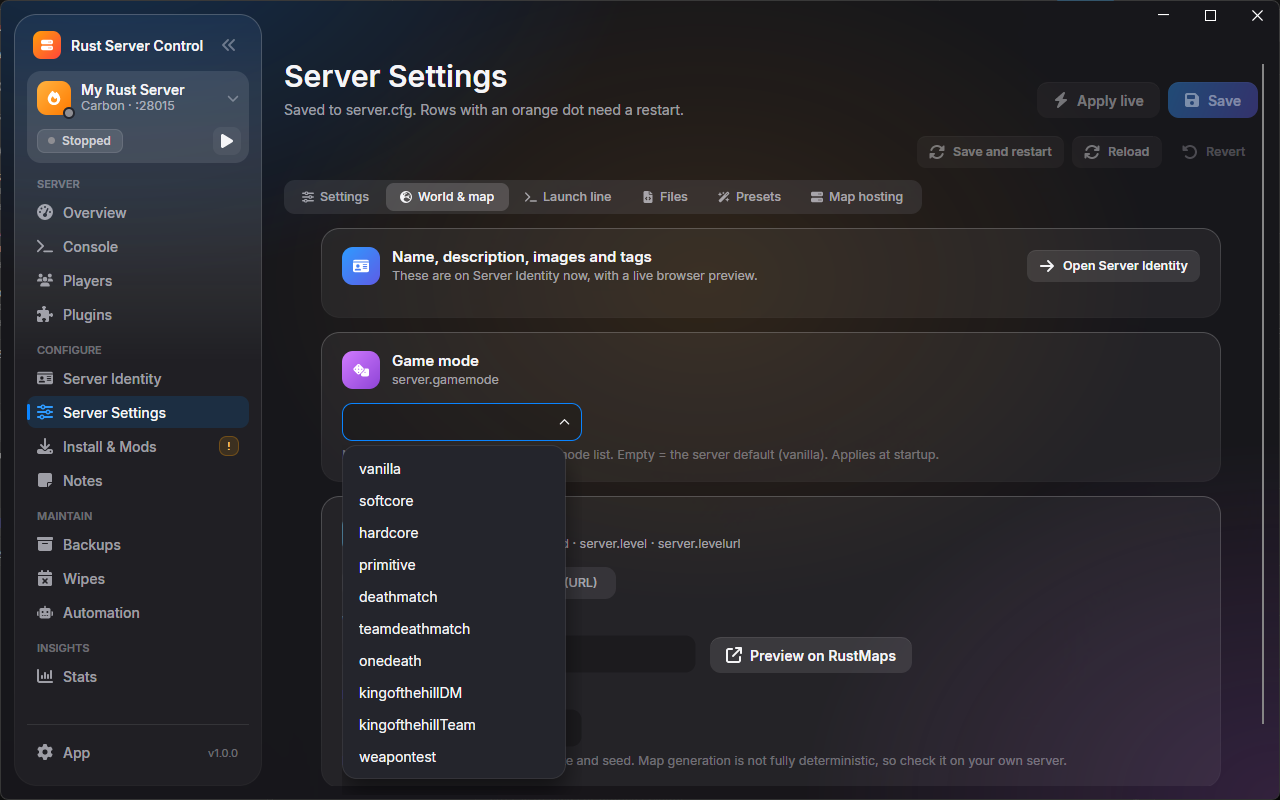 Rust Server Control
My Rust Server
Carbon · :28015
Stopped
SERVER
Overview
Console
Players
Plugins
CONFIGURE
Server Identity
Server Settings
Install & Mods
!
Notes
MAINTAIN
Backups
Wipes
Automation
INSIGHTS
Stats
App v1.0.0
Server Settings
Saved to server.cfg. Rows with an orange dot need a restart.
Apply live
Save
Save and restart
Reload
Revert
Settings
World & map
Launch line
Files
Presets
Map hosting
Name, description, images and tags
These are on Server Identity now, with a live browser preview.
Open Server Identity
Game mode
server.gamemode
list. Empty = the server default (vanilla). Applies at startup.
vanilla
softcore
hardcore
primitive
deathmatch
teamdeathmatch
onedeath
kingofthehillDM
kingofthehillTeam
weapontest
· server.level · server.levelurl
(URL)
Preview on RustMaps
and seed. Map generation is not fully deterministic, so check it on your own server.